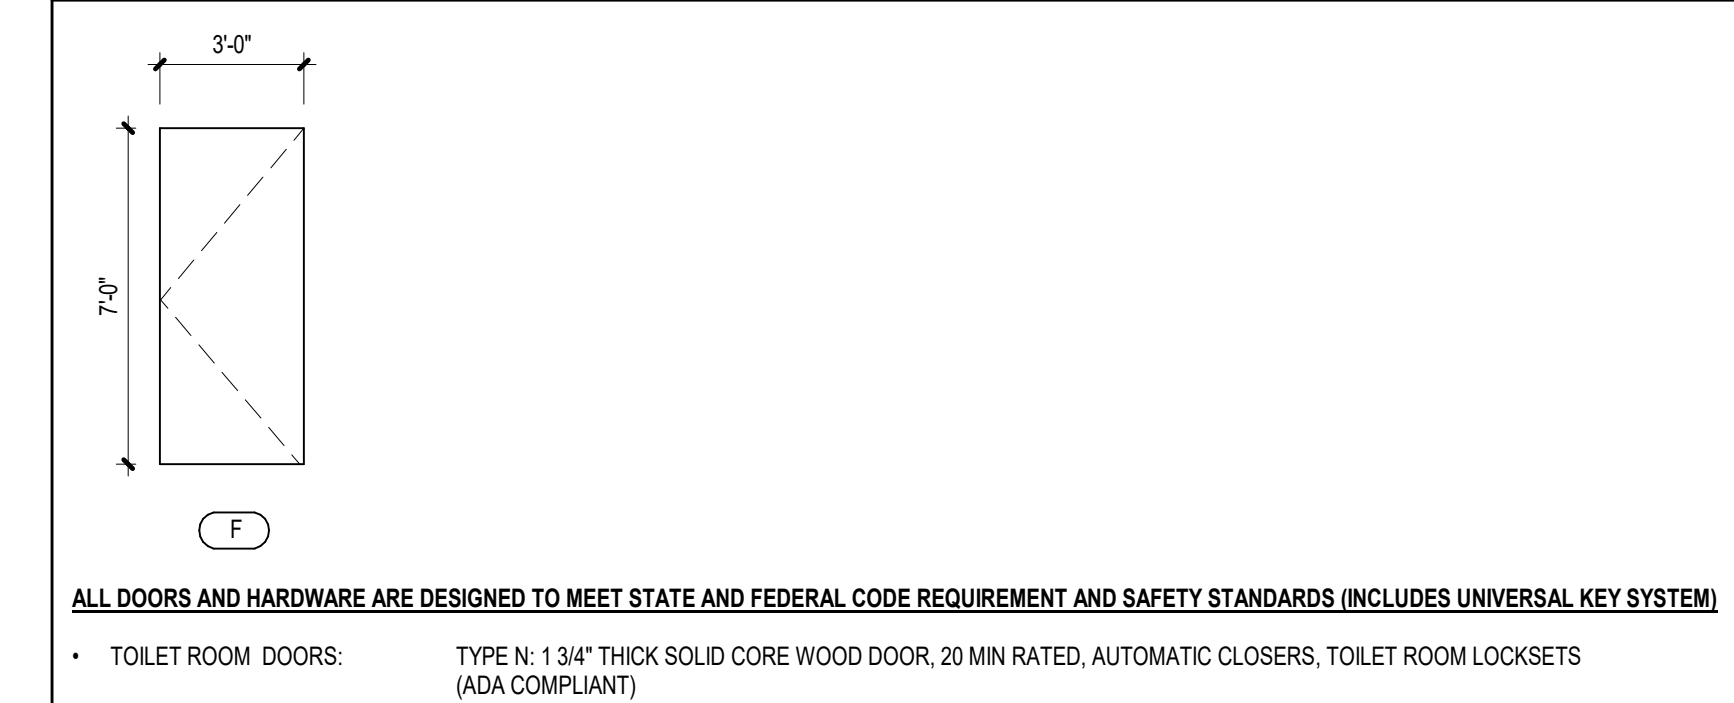 3'-0"
7'-0"
F
ALL DOORS AND HARDWARE ARE DESIGNED TO MEET STATE AND FEDERAL CODE REQUIREMENT AND SAFETY STANDARDS (INCLUDES UNIVERSAL KEY SYSTEM)
• TOILET ROOM DOORS: TYPE N: 1 3/4" THICK SOLID CORE WOOD DOOR, 20 MIN RATED, AUTOMATIC CLOSERS, TOILET ROOM LOCKSETS
(ADA COMPLIANT)